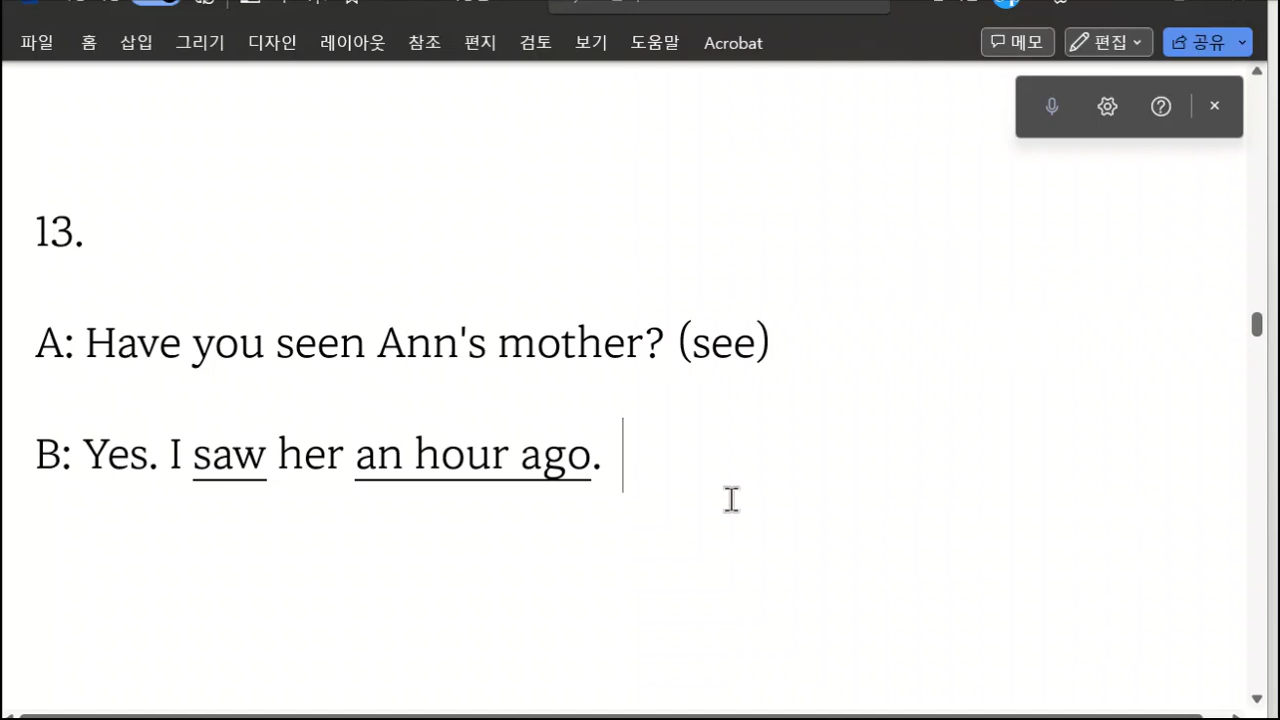 파일 홈 삽입 그리기 디자인 레이아웃 참조 편지 검토 보기 도움말 Acrobat 메모 편집 공유
13.
A: Have you seen Ann's mother? (see)
B: Yes. I saw her an hour ago.